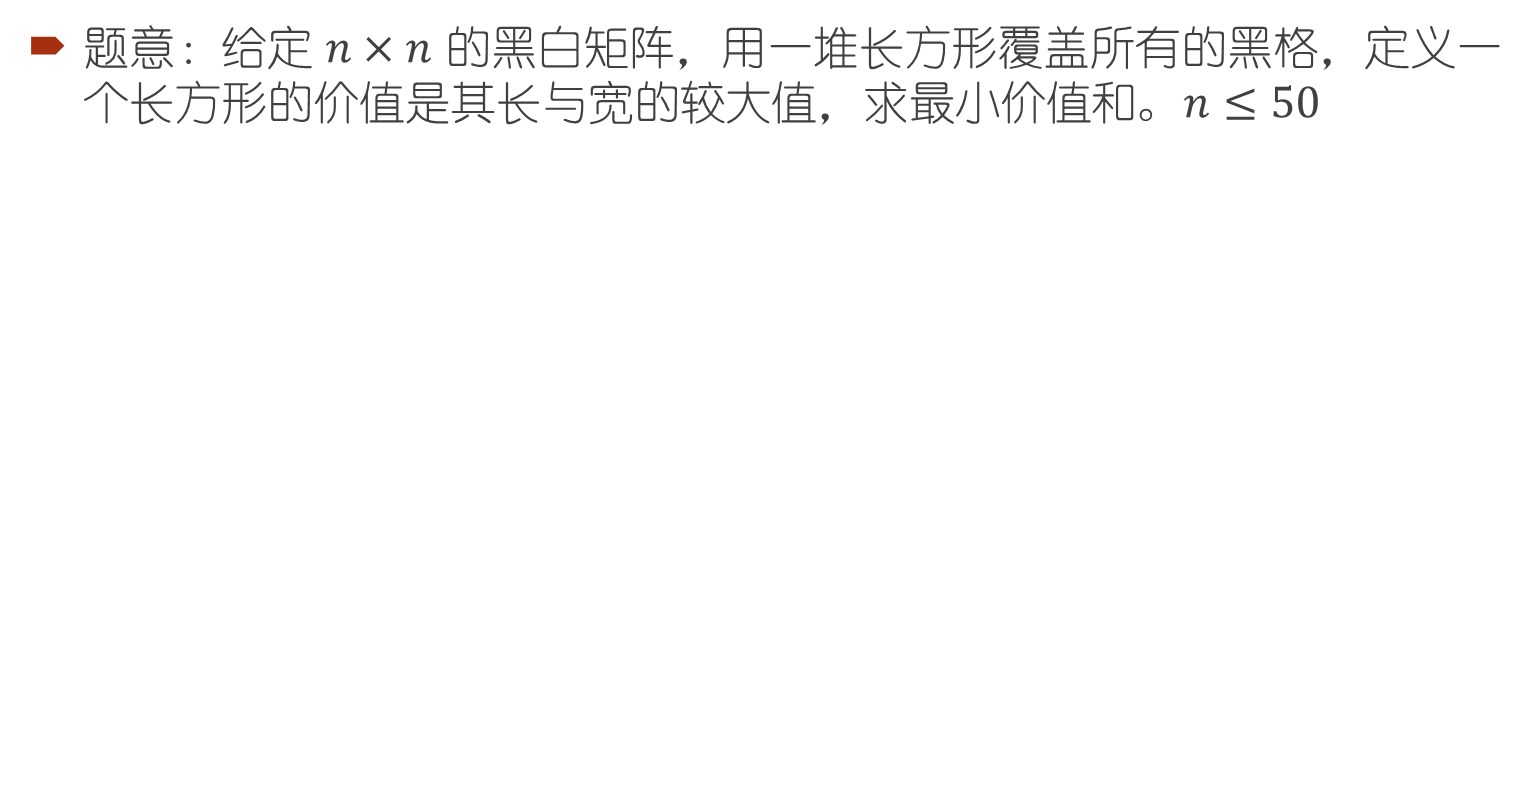 题意：给定 n × n 的黑白矩阵，用一堆长方形覆盖所有的黑格，定义一
个长方形的价值是其长与宽的较大值，求最小价值和。n ≤ 50